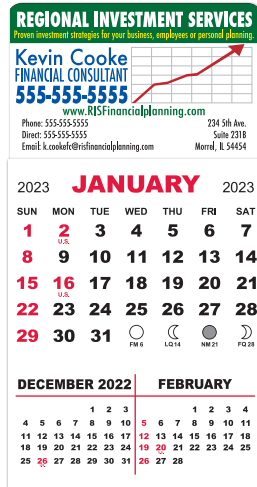 REGIONAL INVESTMENT SERVICES
Proven investment strategies for your business, employees or personal planning.
Kevin Cooke
FINANCIAL CONSULTANT
555-555-5555
www.RISFinancialplanning.com
Phone: 555-555-5555 234 5th Ave.
Direct: 555-555-5555 Suite 231B
Email: k.cookefc@risfinancialplanning.com Morrel, IL 54454
2023 JANUARY 2023
SUN MON TUE WED THU FRI SAT
1 2 3 4 5 6 7
U.S.
8 9 10 11 12 13 14
15 16 17 18 19 20 21
U.S.
22 23 24 25 26 27 28
29 30 31
FM 6 LQ 14 NM 21 FQ 28
DECEMBER 2022 FEBRUARY
1 2 3 1 2 3 4
4 5 6 7 8 9 10 5 6 7 8 9 10 11
11 12 13 14 15 16 17 12 13 14 15 16 17 18
18 19 20 21 22 23 24 19 20 21 22 23 24 25
25 26 27 28 29 30 31 26 27 28